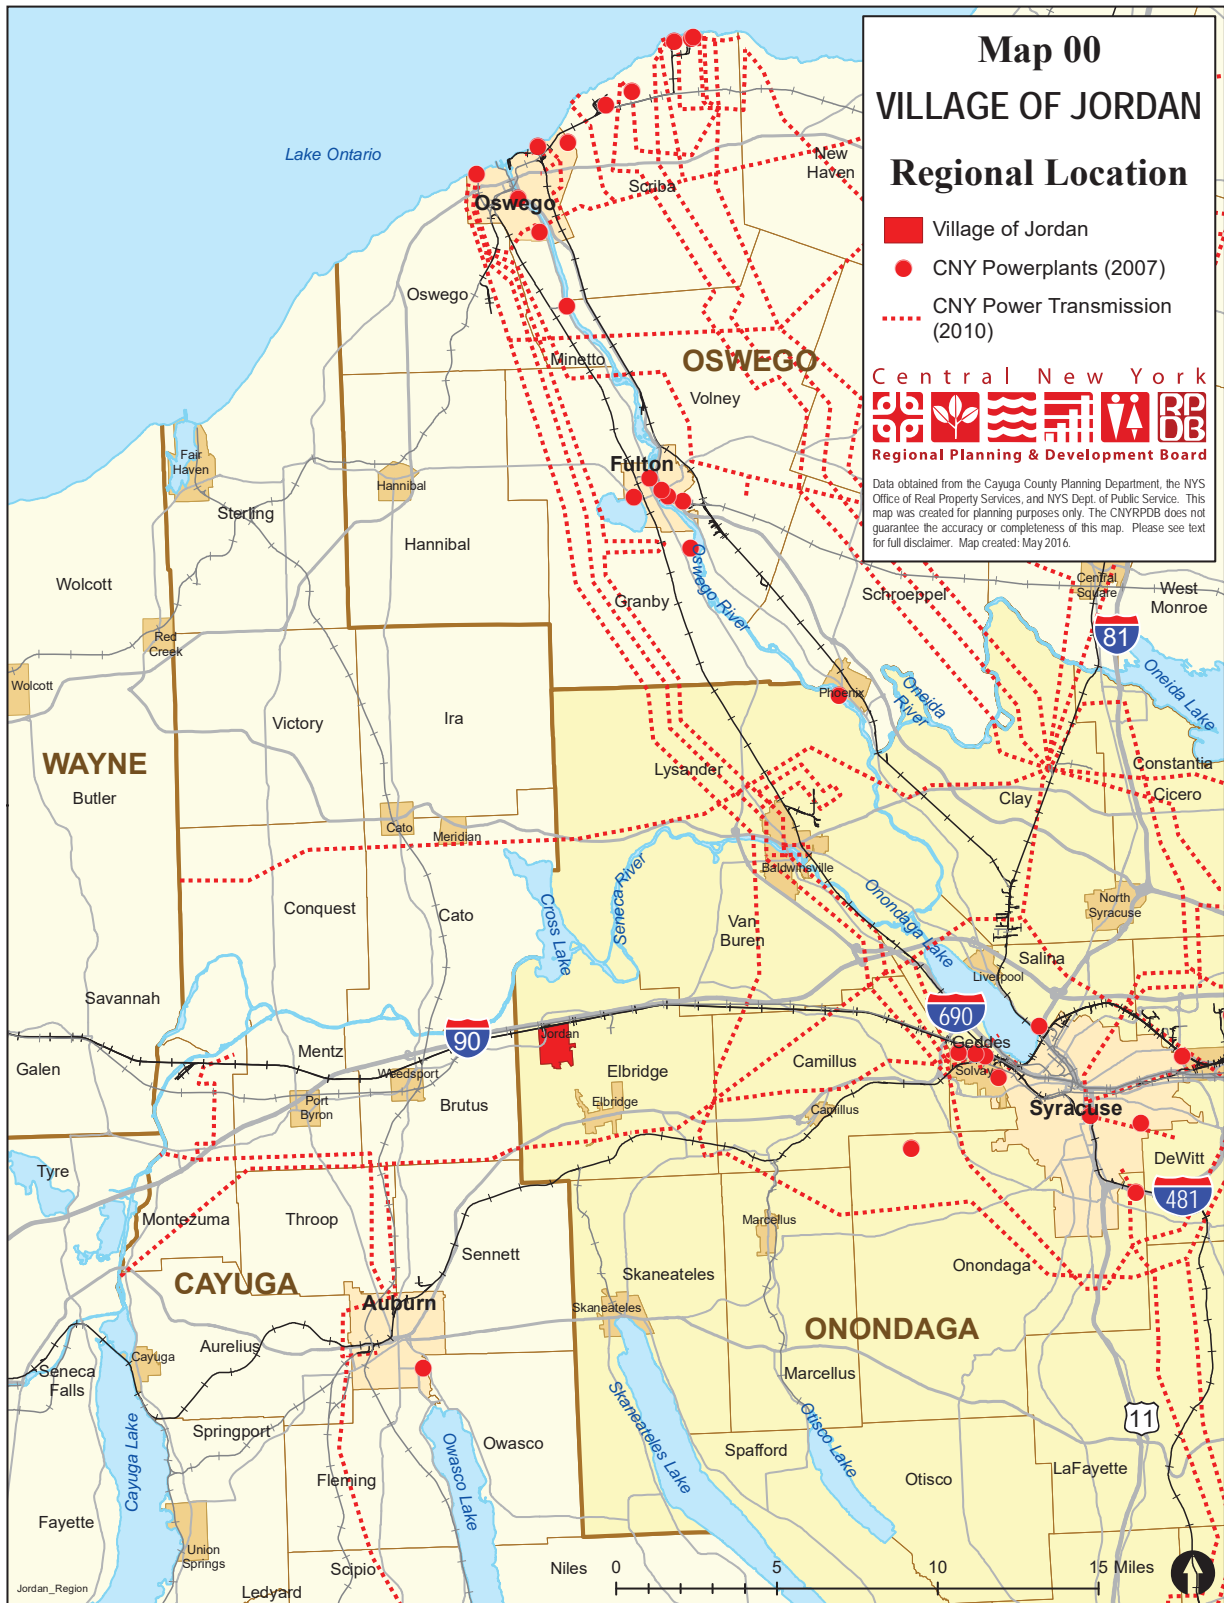 Map 00
VILLAGE OF JORDAN
Regional Location
Village of Jordan
CNY Powerplants (2007)
CNY Power Transmission
(2010)
Central New York
RP
DB
Regional Planning & Development Board
Data obtained from the Cayuga County Planning Department, the NYS
Office of Real Property Services, and NYS Dept. of Public Service. This
map was created for planning purposes only. The CNYRPDB does not
guarantee the accuracy or completeness of this map. Please see text
for full disclaimer. Map created: May 2016.
Lake Ontario
New
Haven
Scriba
Oswego
Oswego
Minetto
OSWEGO
Volney
Fair
Haven
Fulton
Hannibal
Sterling
Hannibal
Wolcott
Oswego River
Granby
Schroeppel
Central
Square
West
Monroe
81
Red
Creek
Wolcott
Phoenix
Oneida
River
Oneida Lake
Victory
Ira
WAYNE
Butler
Lysander
Constantia
Clay
Cicero
Cato
Meridian
Baldwinsville
Seneca River
Cross Lake
Conquest
Cato
Van
Buren
Onondaga Lake
North
Syracuse
Salina
Liverpool
Savannah
690
90
Jordan
Geddes
Solvay
Galen
Mentz
Weedsport
Camillus
Elbridge
Port
Byron
Brutus
Elbridge
Camillus
Syracuse
Tyre
DeWitt
481
Montezuma
Throop
Marcellus
Sennett
Onondaga
Skaneateles
CAYUGA
Auburn
Skaneateles
ONONDAGA
Aurelius
Cayuga
Seneca
Falls
Marcellus
Skaneateles Lake
Otisco Lake
11
Springport
Owasco
Cayuga Lake
Owasco Lake
Spafford
Otisco
LaFayette
Fleming
Fayette
Union
Springs
Scipio
Niles
0 5 10 15 Miles
Jordan_Region
Ledyard